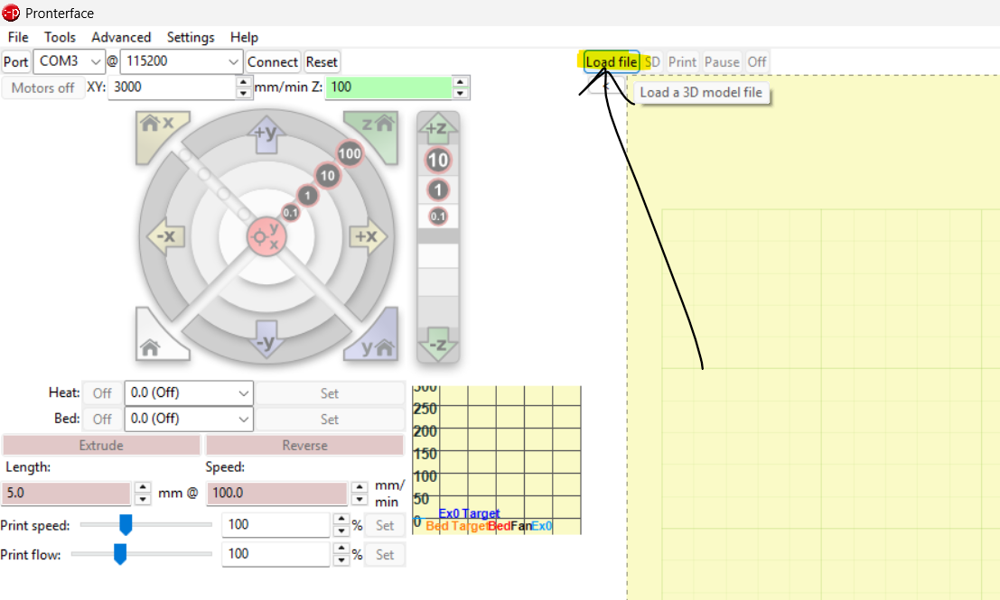 Pronterface
File Tools Advanced Settings Help
Port COM3 @ 115200 Connect Reset
Load file SD Print Pause Off
Motors off XY: 3000 mm/min Z: 100
<
Load a 3D model file
x
+y
z
+z
100
10
1
0.1
10
1
0.1
-x
y
x
+x
-y
y
-z
Heat: Off 0.0 (Off) Set
Bed: Off 0.0 (Off) Set
Extrude Reverse
Length: Speed:
5.0 mm @ 100.0 mm/
min
Print speed: 100 % Set
Print flow: 100 % Set
300
250
200
150
100
50
0
Ex0 Target
Bed Target Bed Fan Ex0